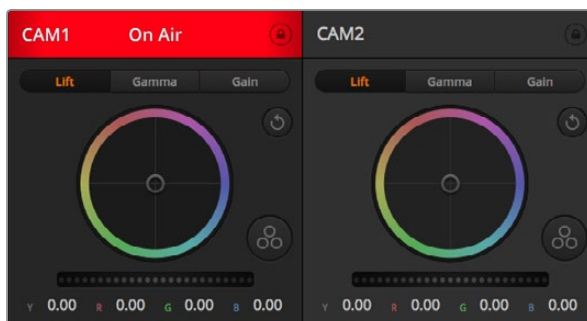 CAM1 On Air CAM2
Lift Gamma Gain Lift Gamma Gain
Y 0.00 R 0.00 G 0.00 B 0.00 Y 0.00 R 0.00 G 0.00 B 0.00